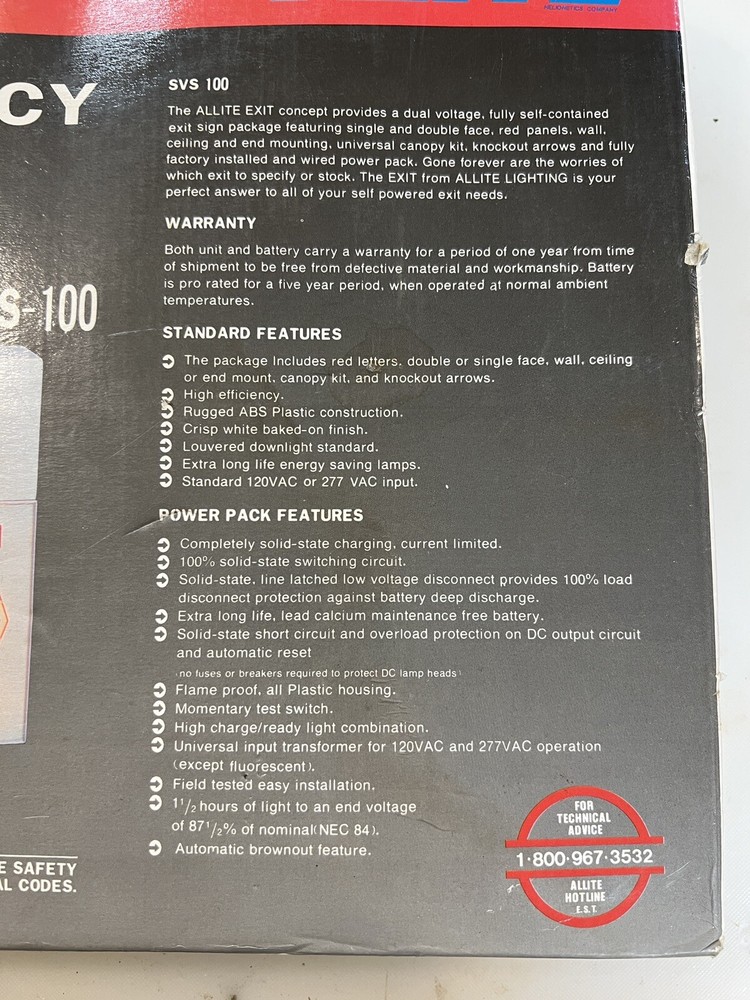 HELIONETICS COMPANY
CY
S-100
E SAFETY
AL CODES.
SVS 100
The ALLITE EXIT concept provides a dual voltage, fully self-contained
exit sign package featuring single and double face, red panels, wall,
ceiling and end mounting, universal canopy kit, knockout arrows and fully
factory installed and wired power pack. Gone forever are the worries of
which exit to specify or stock. The EXIT from ALLITE LIGHTING is your
perfect answer to all of your self powered exit needs.
WARRANTY
Both unit and battery carry a warranty for a period of one year from time
of shipment to be free from defective material and workmanship. Battery
is pro rated for a five year period, when operated at normal ambient
temperatures.
STANDARD FEATURES
The package Includes red letters, double or single face, wall, ceiling
or end mount, canopy kit, and knockout arrows.
High efficiency.
Rugged ABS Plastic construction.
Crisp white baked-on finish.
Louvered downlight standard.
Extra long life energy saving lamps.
Standard 120VAC or 277 VAC input.
POWER PACK FEATURES
Completely solid-state charging, current limited.
100% solid-state switching circuit.
Solid-state, line latched low voltage disconnect provides 100% load
disconnect protection against battery deep discharge.
Extra long life, lead calcium maintenance free battery.
Solid-state short circuit and overload protection on DC output circuit
and automatic reset
(no fuses or breakers required to protect DC lamp heads)
Flame proof, all Plastic housing.
Momentary test switch.
High charge/ready light combination.
Universal input transformer for 120VAC and 277VAC operation
(except fluorescent).
Field tested easy installation.
1 1/2 hours of light to an end voltage
of 87 1/2% of nominal(NEC 84).
Automatic brownout feature.
FOR
TECHNICAL
ADVICE
1·800·967·3532
ALLITE
HOTLINE
E.S.T.